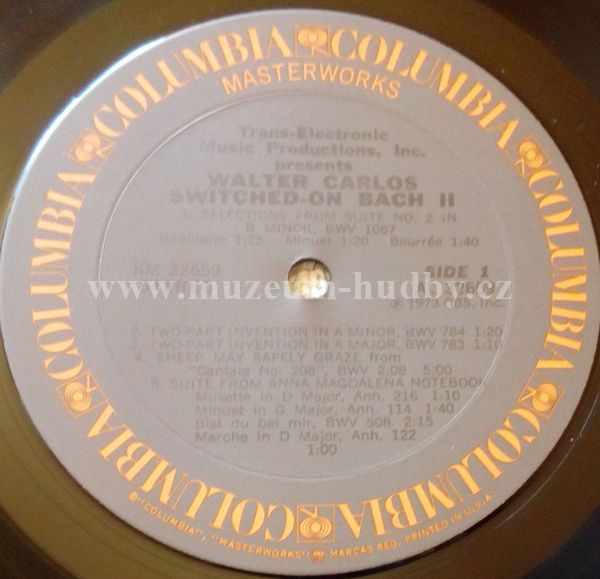 COLUMBIA COLUMBIA COLUMBIA COLUMBIA COLUMBIA COLUMBIA COLUMBIA COLUMBIA
MASTERWORKS
Trans-Electronic
Music Productions, Inc.
presents
WALTER CARLOS
SWITCHED-ON BACH II
1. SELECTIONS FROM SUITE NO. 2 IN
B MINOR, BWV 1067
Badinerie 1:25 Minuet 1:20 Bourrée 1:40
KM 32659 SIDE 1
www.muzeum-hudby.cz
℗ 1973 CBS, Inc.
2. TWO-PART INVENTION IN A MINOR, BWV 784 1:20
3. TWO-PART INVENTION IN A MAJOR, BWV 783 1:10
4. SHEEP MAY SAFELY GRAZE from
"Cantata No. 208", BWV 2.08 5:00
5. SUITE FROM ANNA MAGDALENA NOTEBOOK
Musette in D Major, Anh. 216 1:10
Minuet in G Major, Anh. 114 1:40
Bist du bei mir, BWV 508 2:15
Marche in D Major, Anh. 122
1:00
® "COLUMBIA", "MASTERWORKS" MARCAS REG. PRINTED IN U.S.A.